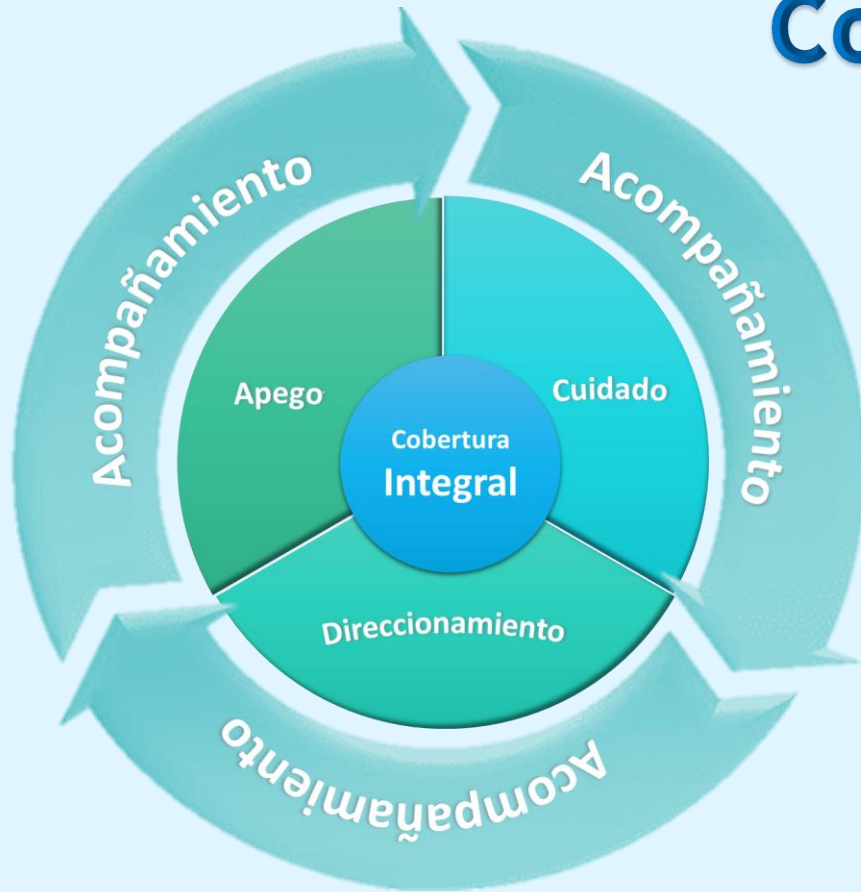 Co
Acompañamiento
Acompañamiento
Apego
Cuidado
Cobertura
Integral
Direccionamiento
Acompañamiento